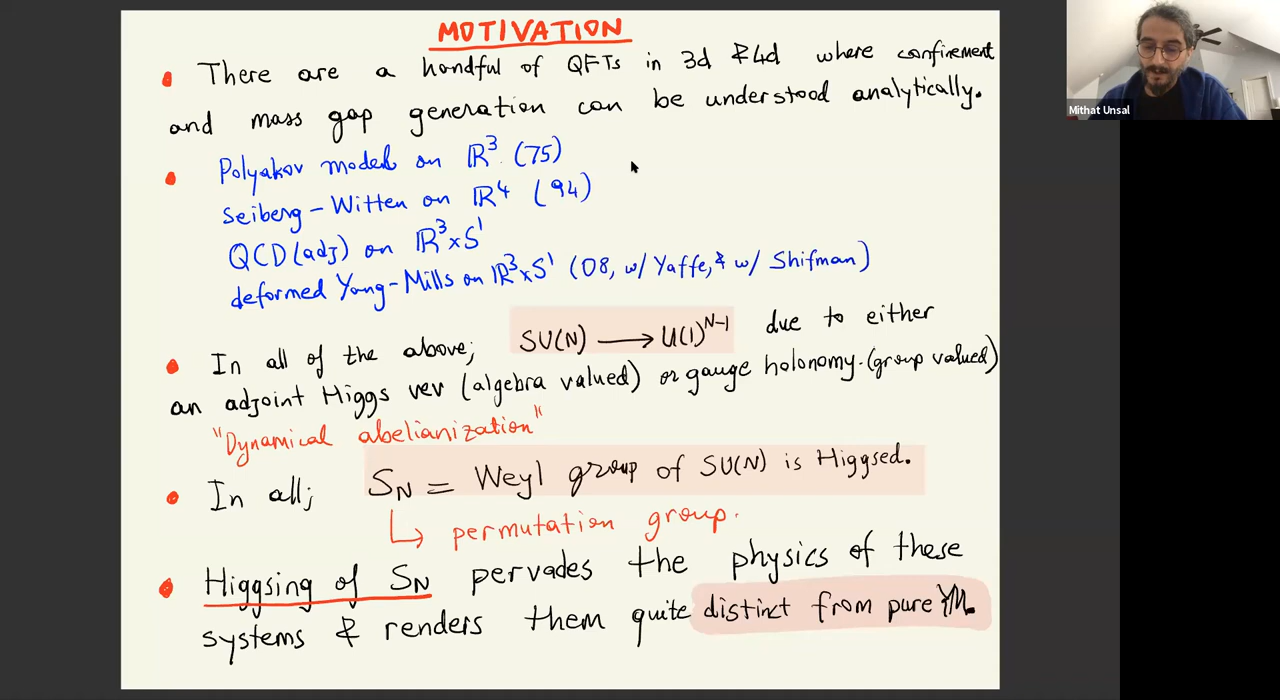 MOTIVATION
• There are a handful of QFTs in 3d & 4d where confinement
and mass gap generation can be understood analytically.
• Polyakov model on ℝ³ (75)
Seiberg-Witten on ℝ⁴ (94)
QCD(adj) on ℝ³×S¹
deformed Yang-Mills on ℝ³×S¹ (08, w/ Yaffe, & w/ Shifman)
• In all of the above; SU(N) → U(1)ᴺ⁻¹ due to either
an adjoint Higgs vev (algebra valued) or gauge holonomy. (group valued)
"Dynamical abelianization"
• In all; S_N = Weyl group of SU(N) is Higgsed.
↳ permutation group.
• Higgsing of S_N pervades the physics of these
systems & renders them quite distinct from pure YM.
Mithat Unsal